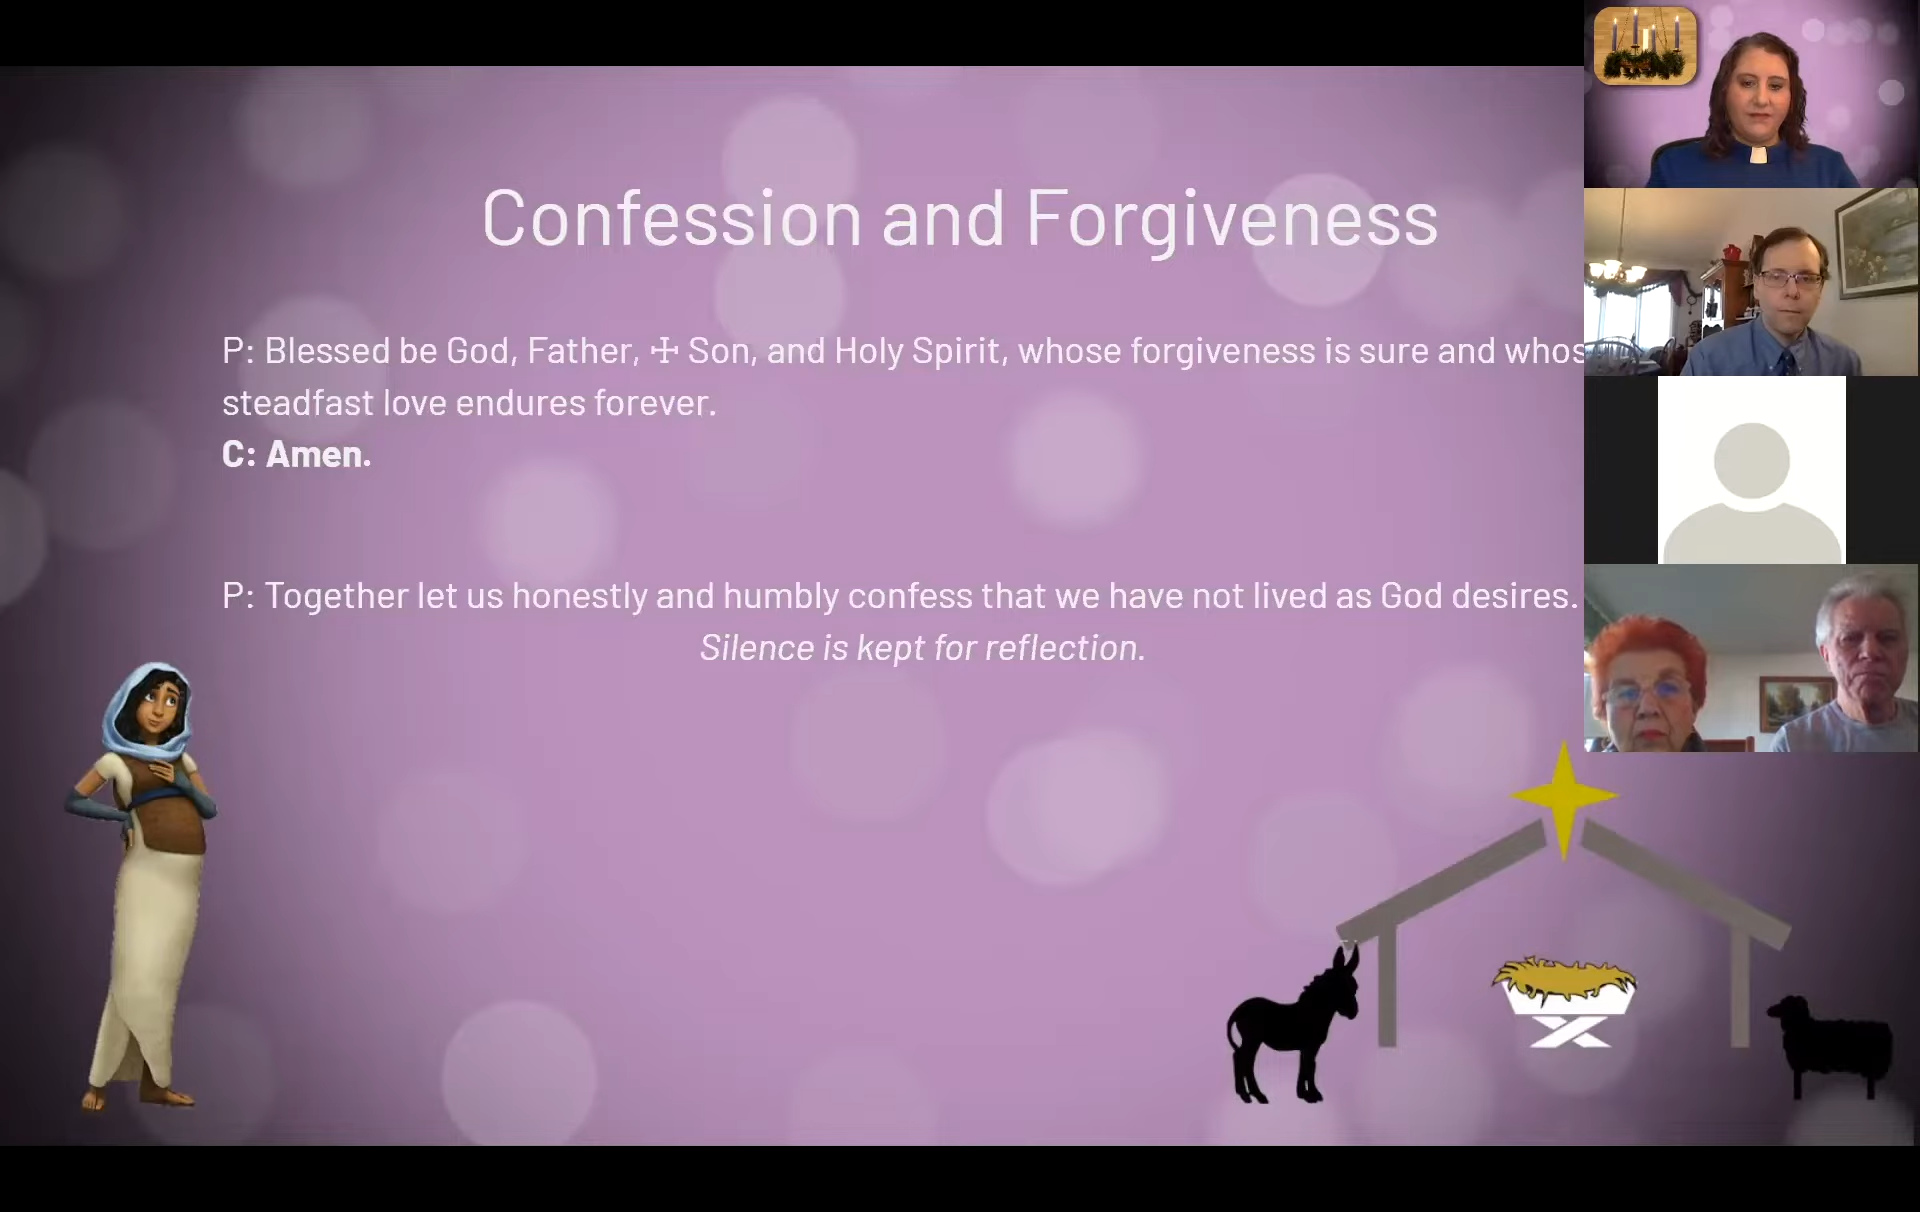 Confession and Forgiveness
P: Blessed be God, Father, ☩ Son, and Holy Spirit, whose forgiveness is sure and whos
steadfast love endures forever.
C: Amen.
P: Together let us honestly and humbly confess that we have not lived as God desires.
Silence is kept for reflection.